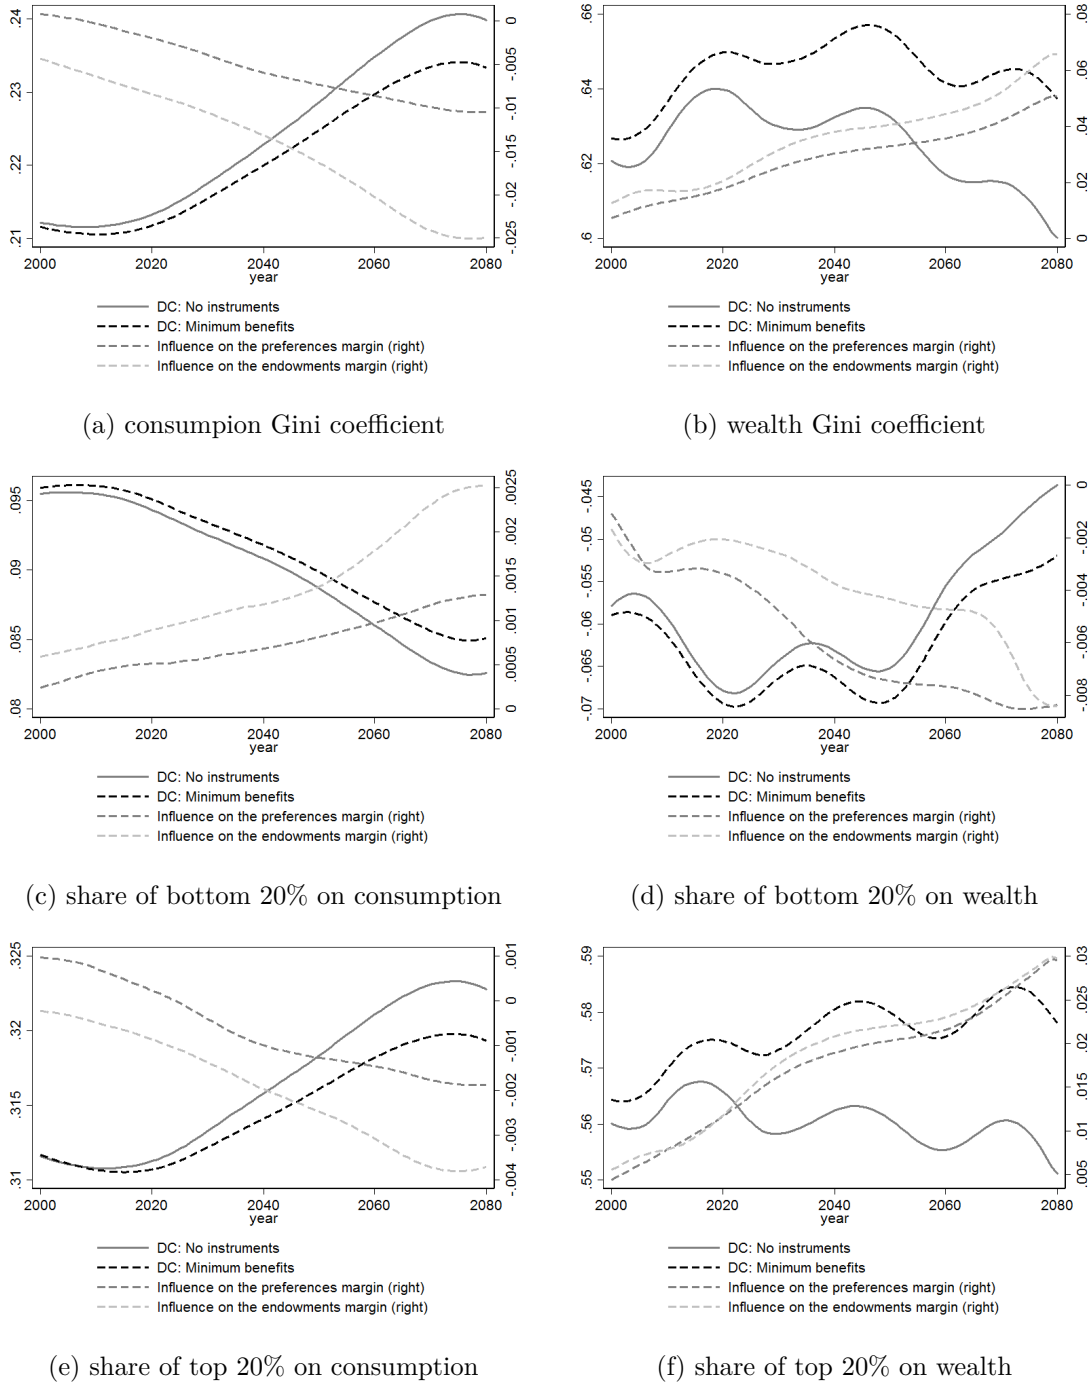 .24
.23
.22
.21
0
-.005
-.01
-.015
-.02
-.025
2000 2020 2040 2060 2080
year
DC: No instruments
DC: Minimum benefits
Influence on the preferences margin (right)
Influence on the endowments margin (right)
(a) consumpion Gini coefficient
.66
.64
.62
.6
.08
.06
.04
.02
0
2000 2020 2040 2060 2080
year
DC: No instruments
DC: Minimum benefits
Influence on the preferences margin (right)
Influence on the endowments margin (right)
(b) wealth Gini coefficient
.095
.09
.085
.08
.0025
.002
.0015
.001
.0005
0
2000 2020 2040 2060 2080
year
DC: No instruments
DC: Minimum benefits
Influence on the preferences margin (right)
Influence on the endowments margin (right)
(c) share of bottom 20% on consumption
-.045
-.05
-.055
-.06
-.065
-.07
0
-.002
-.004
-.006
-.008
2000 2020 2040 2060 2080
year
DC: No instruments
DC: Minimum benefits
Influence on the preferences margin (right)
Influence on the endowments margin (right)
(d) share of bottom 20% on wealth
.325
.32
.315
.31
.001
0
-.001
-.002
-.003
-.004
2000 2020 2040 2060 2080
year
DC: No instruments
DC: Minimum benefits
Influence on the preferences margin (right)
Influence on the endowments margin (right)
(e) share of top 20% on consumption
.59
.58
.57
.56
.55
.03
.025
.02
.015
.01
.005
2000 2020 2040 2060 2080
year
DC: No instruments
DC: Minimum benefits
Influence on the preferences margin (right)
Influence on the endowments margin (right)
(f) share of top 20% on wealth